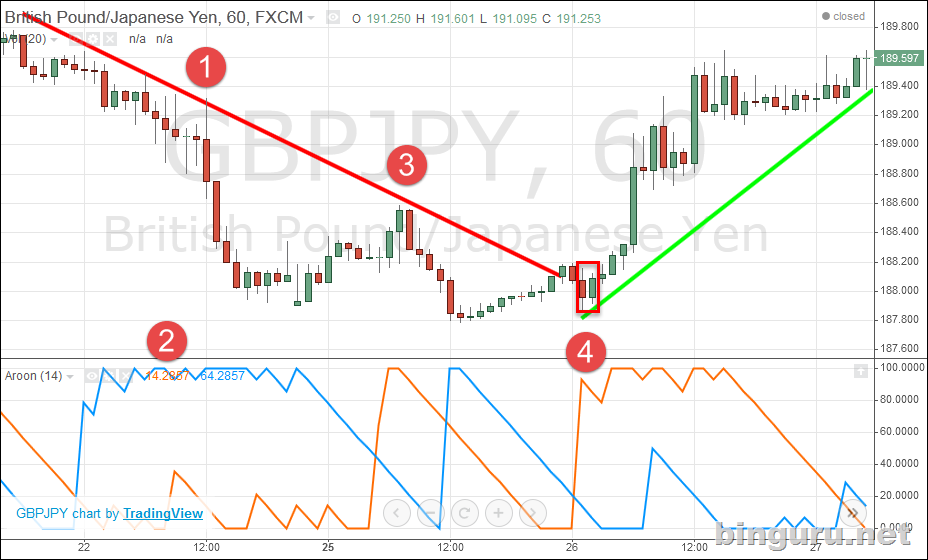 British Pound/Japanese Yen, 60, FXCM O 191.250 H 191.601 L 191.095 C 191.253
closed
(20) n/a n/a
GBPJPY, 60
British Pound/Japanese Yen
1
2
3
4
189.800
189.597
189.400
189.200
189.000
188.800
188.600
188.400
188.200
188.000
187.800
187.600
Aroon (14) 14.2857 64.2857
100.0000
80.0000
60.0000
40.0000
20.0000
0.0000
GBPJPY chart by TradingView
binguru.net
22 12:00 25 12:00 26 12:00 27